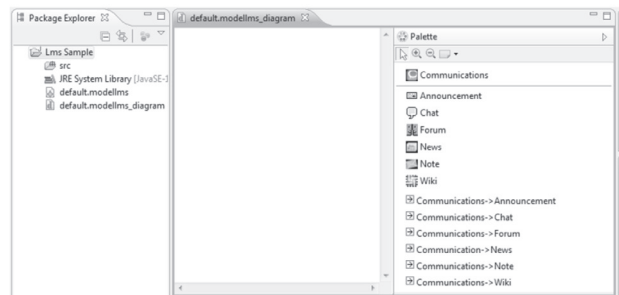 Package Explorer
Lms Sample
src
JRE System Library [JavaSE-1
default.modellms
default.modellms_diagram
default.modellms_diagram
Palette
Communications
Announcement
Chat
Forum
News
Note
Wiki
Communications->Announcement
Communications->Chat
Communications->Forum
Communication->News
Communications->Note
Communications->Wiki